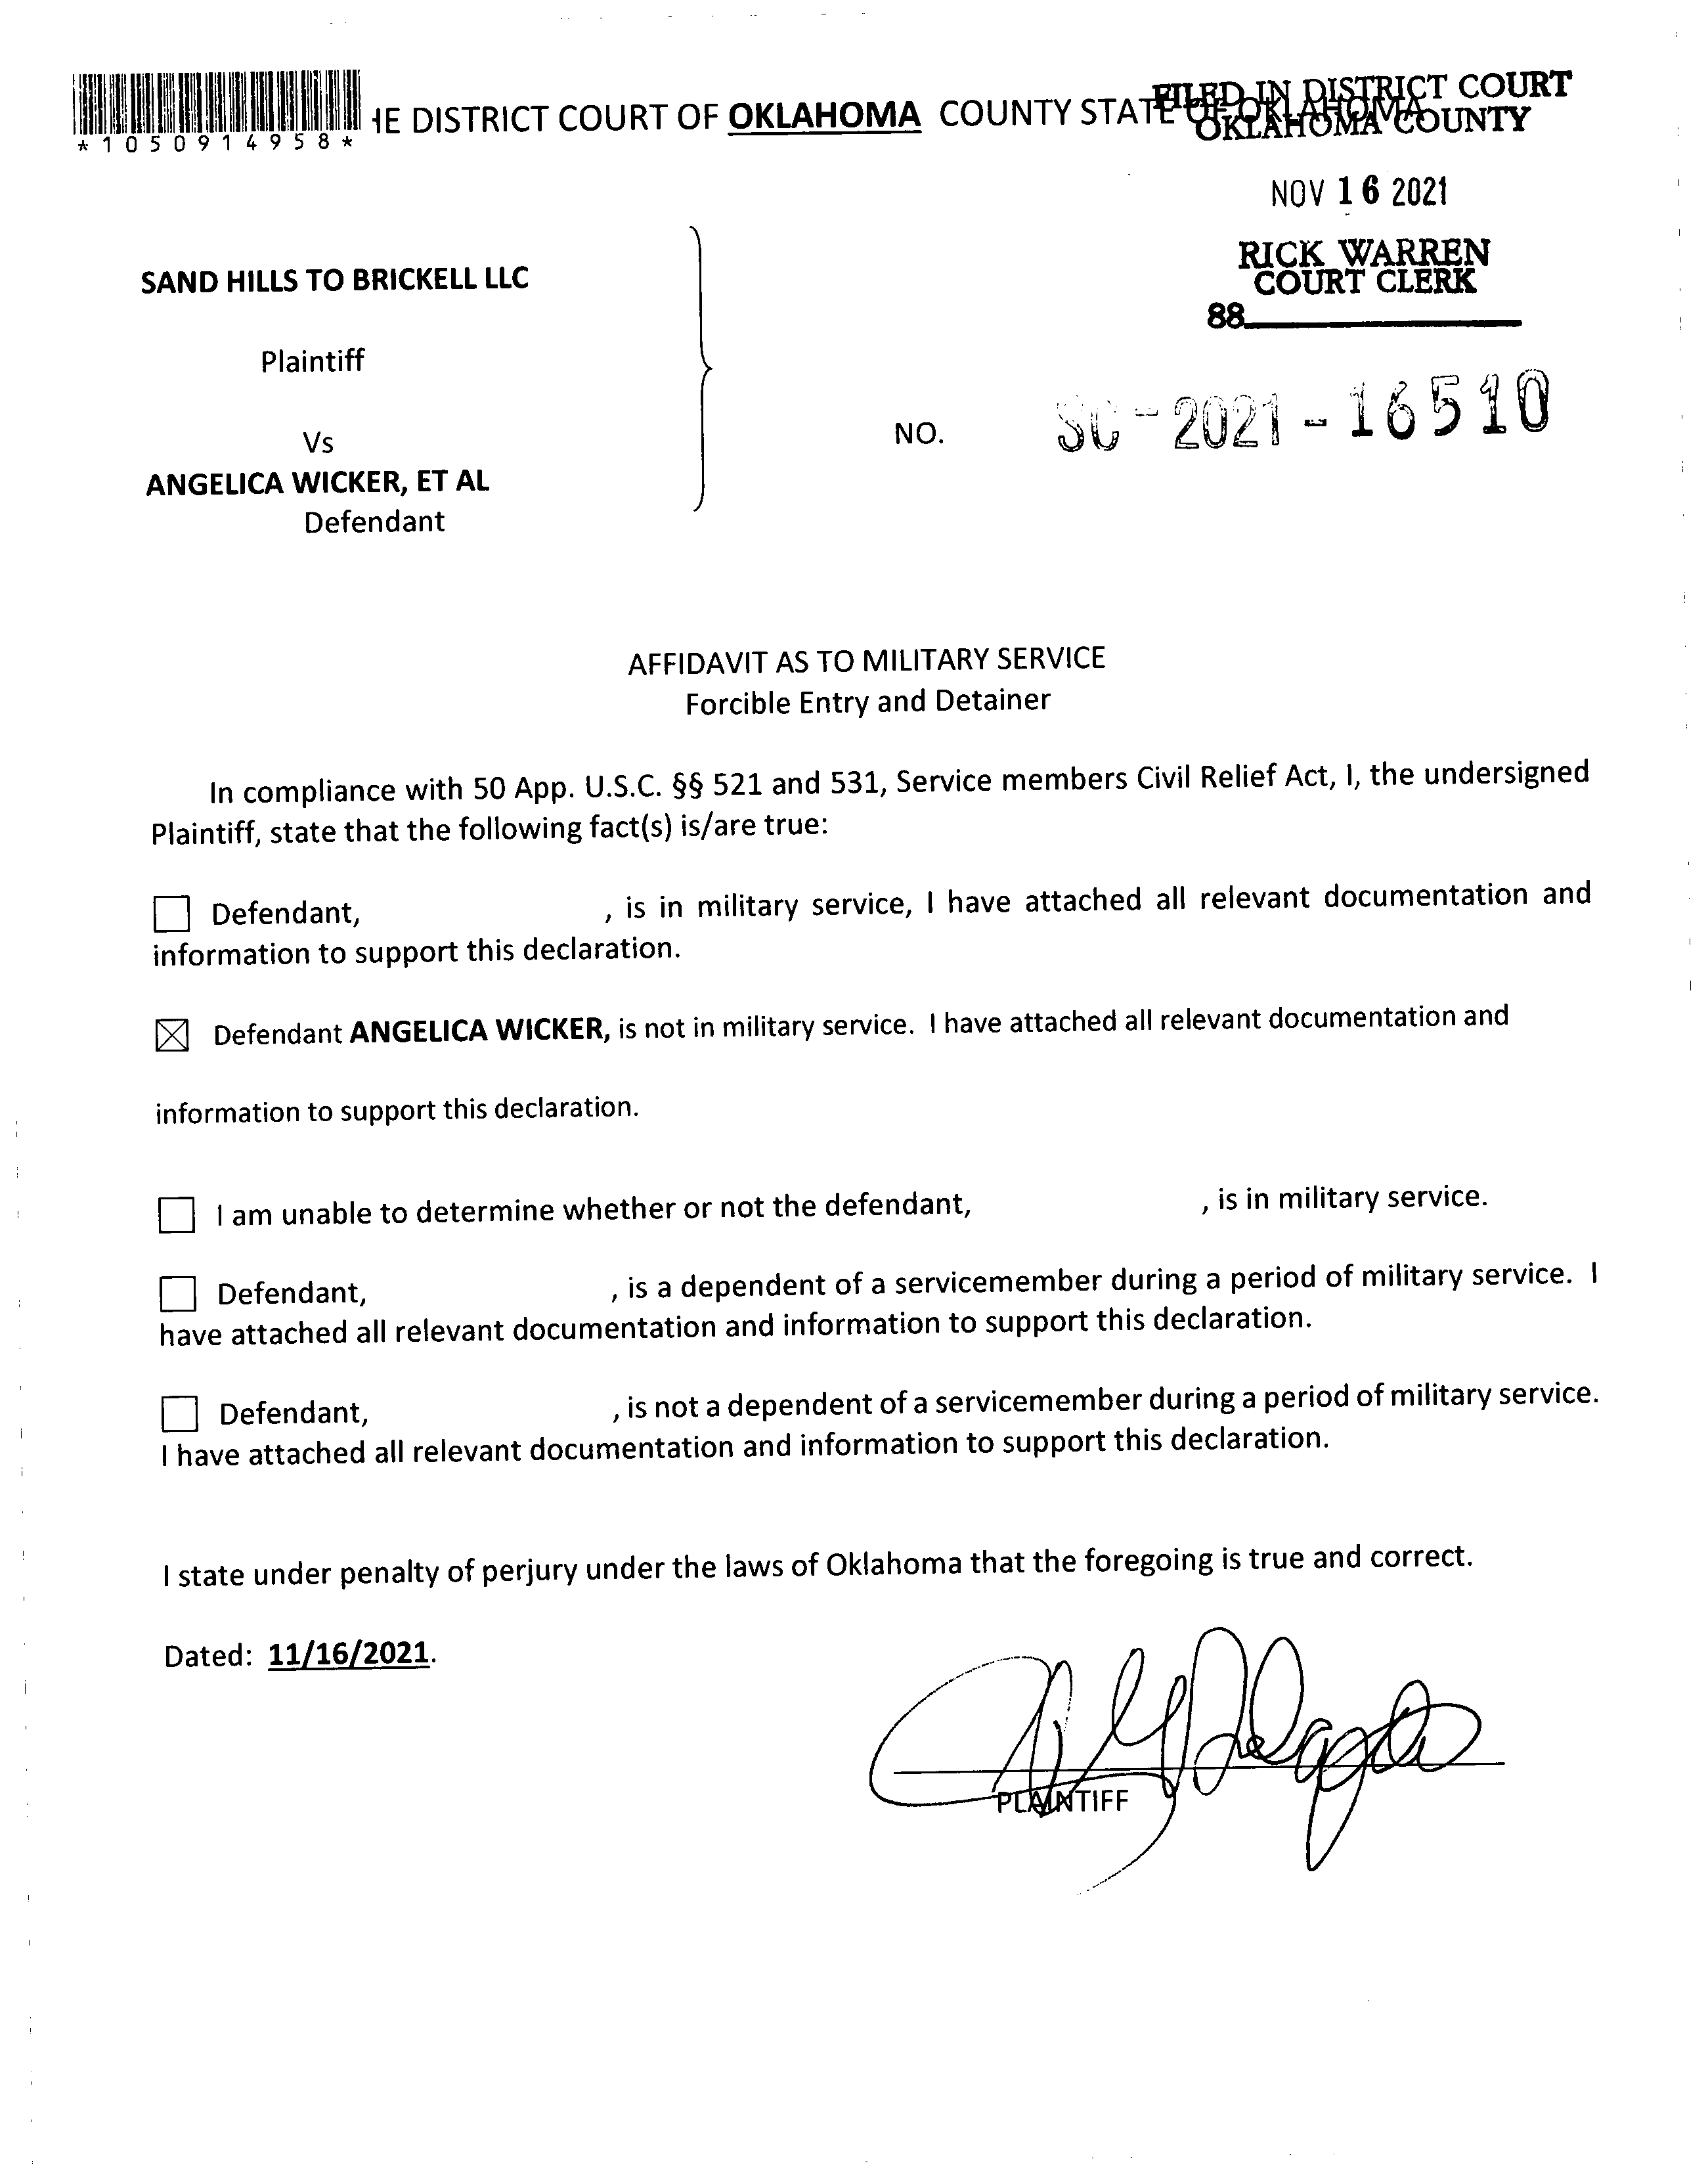 *1050914958*
HE DISTRICT COURT OF OKLAHOMA COUNTY STATE OF OKLAHOMA
FILED IN DISTRICT COURT
OKLAHOMA COUNTY
NOV 16 2021
RICK WARREN
COURT CLERK
88
SAND HILLS TO BRICKELL LLC
Plaintiff
Vs
ANGELICA WICKER, ET AL
Defendant
NO. SC-2021-16510
AFFIDAVIT AS TO MILITARY SERVICE
Forcible Entry and Detainer
In compliance with 50 App. U.S.C. §§ 521 and 531, Service members Civil Relief Act, I, the undersigned
Plaintiff, state that the following fact(s) is/are true:
☐ Defendant, , is in military service, I have attached all relevant documentation and
information to support this declaration.
☒ Defendant ANGELICA WICKER, is not in military service. I have attached all relevant documentation and
information to support this declaration.
☐ I am unable to determine whether or not the defendant, , is in military service.
☐ Defendant, , is a dependent of a servicemember during a period of military service. I
have attached all relevant documentation and information to support this declaration.
☐ Defendant, , is not a dependent of a servicemember during a period of military service.
I have attached all relevant documentation and information to support this declaration.
I state under penalty of perjury under the laws of Oklahoma that the foregoing is true and correct.
Dated: 11/16/2021.
PLAINTIFF